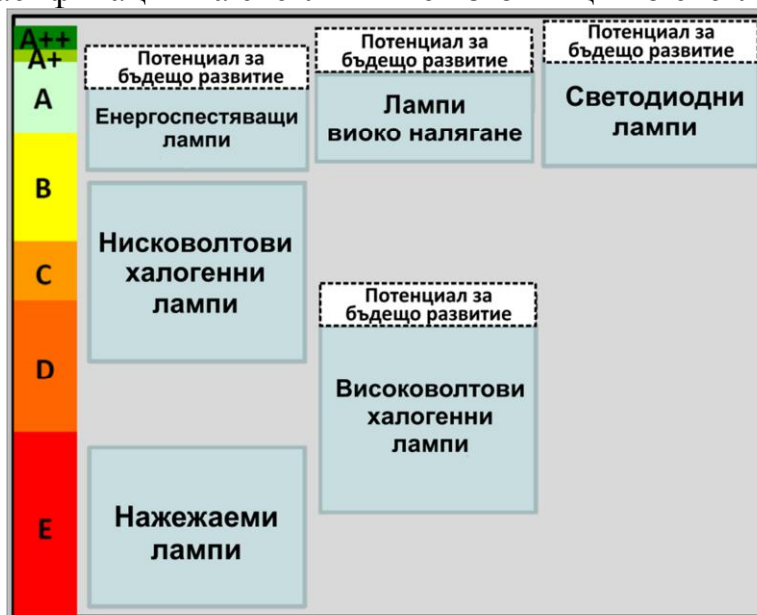 A++
A+
A
B
C
D
E
Потенциал за
бъдещо развитие
Енергоспестяващи
лампи
Потенциал за
бъдещо развитие
Лампи
виоко налягане
Потенциал за
бъдещо развитие
Светодиодни
лампи
Нисковолтови
халогенни
лампи
Потенциал за
бъдещо развитие
Високоволтови
халогенни
лампи
Нажежаеми
лампи